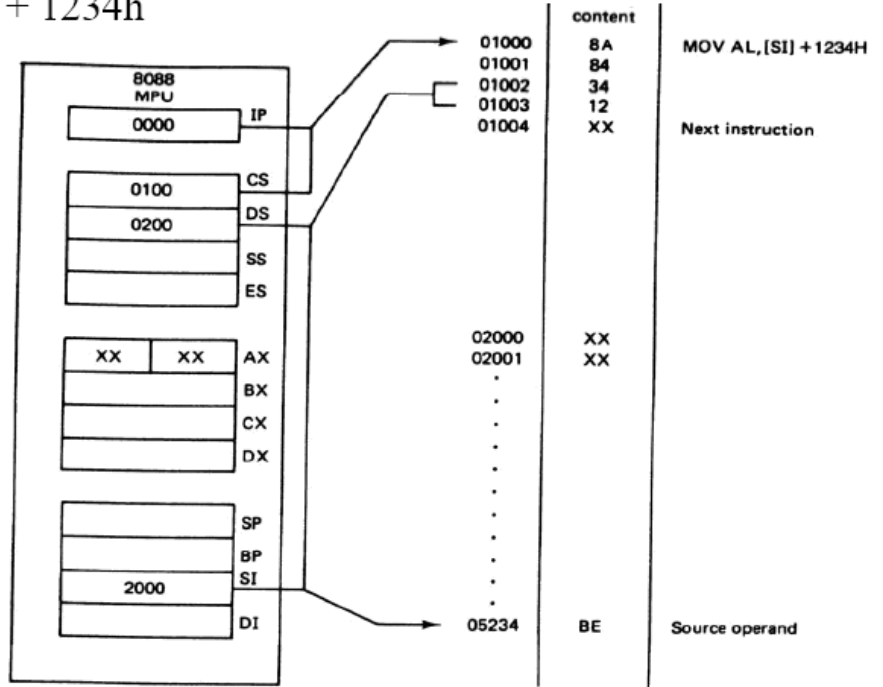 + 1234h
8088
MPU
0000 IP
0100 CS
0200 DS
SS
ES
XX XX AX
BX
CX
DX
SP
BP
2000 SI
DI
content
01000 8A MOV AL,[SI] +1234H
01001 84
01002 34
01003 12
01004 XX Next instruction
02000 XX
02001 XX
05234 BE Source operand